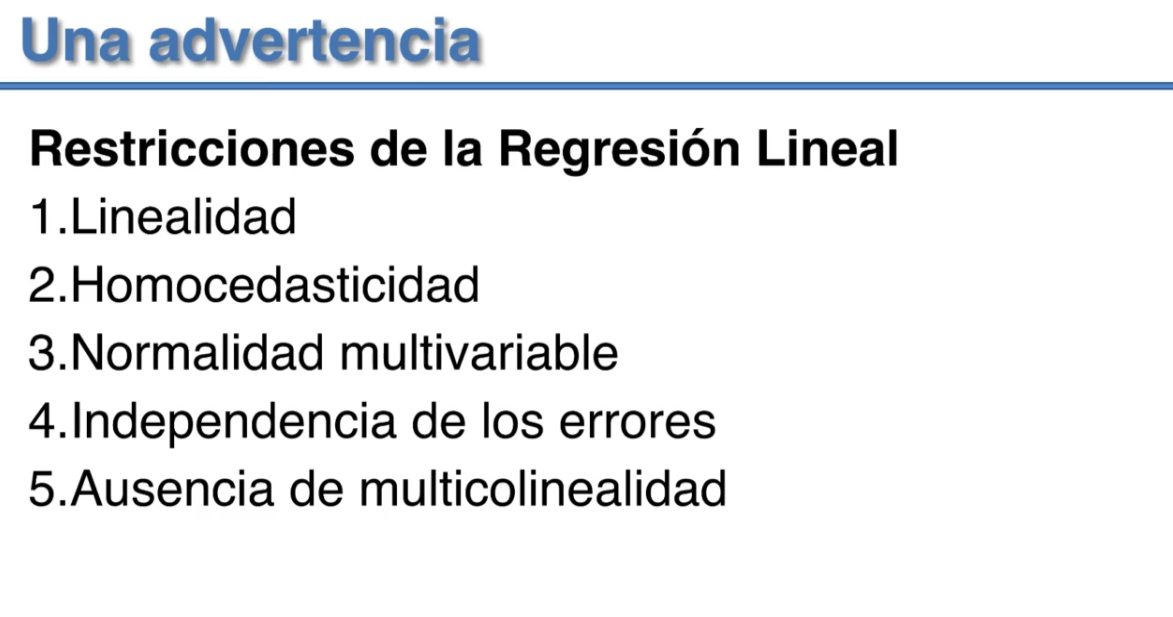 Una advertencia
Restricciones de la Regresión Lineal
1.Linealidad
2.Homocedasticidad
3.Normalidad multivariable
4.Independencia de los errores
5.Ausencia de multicolinealidad